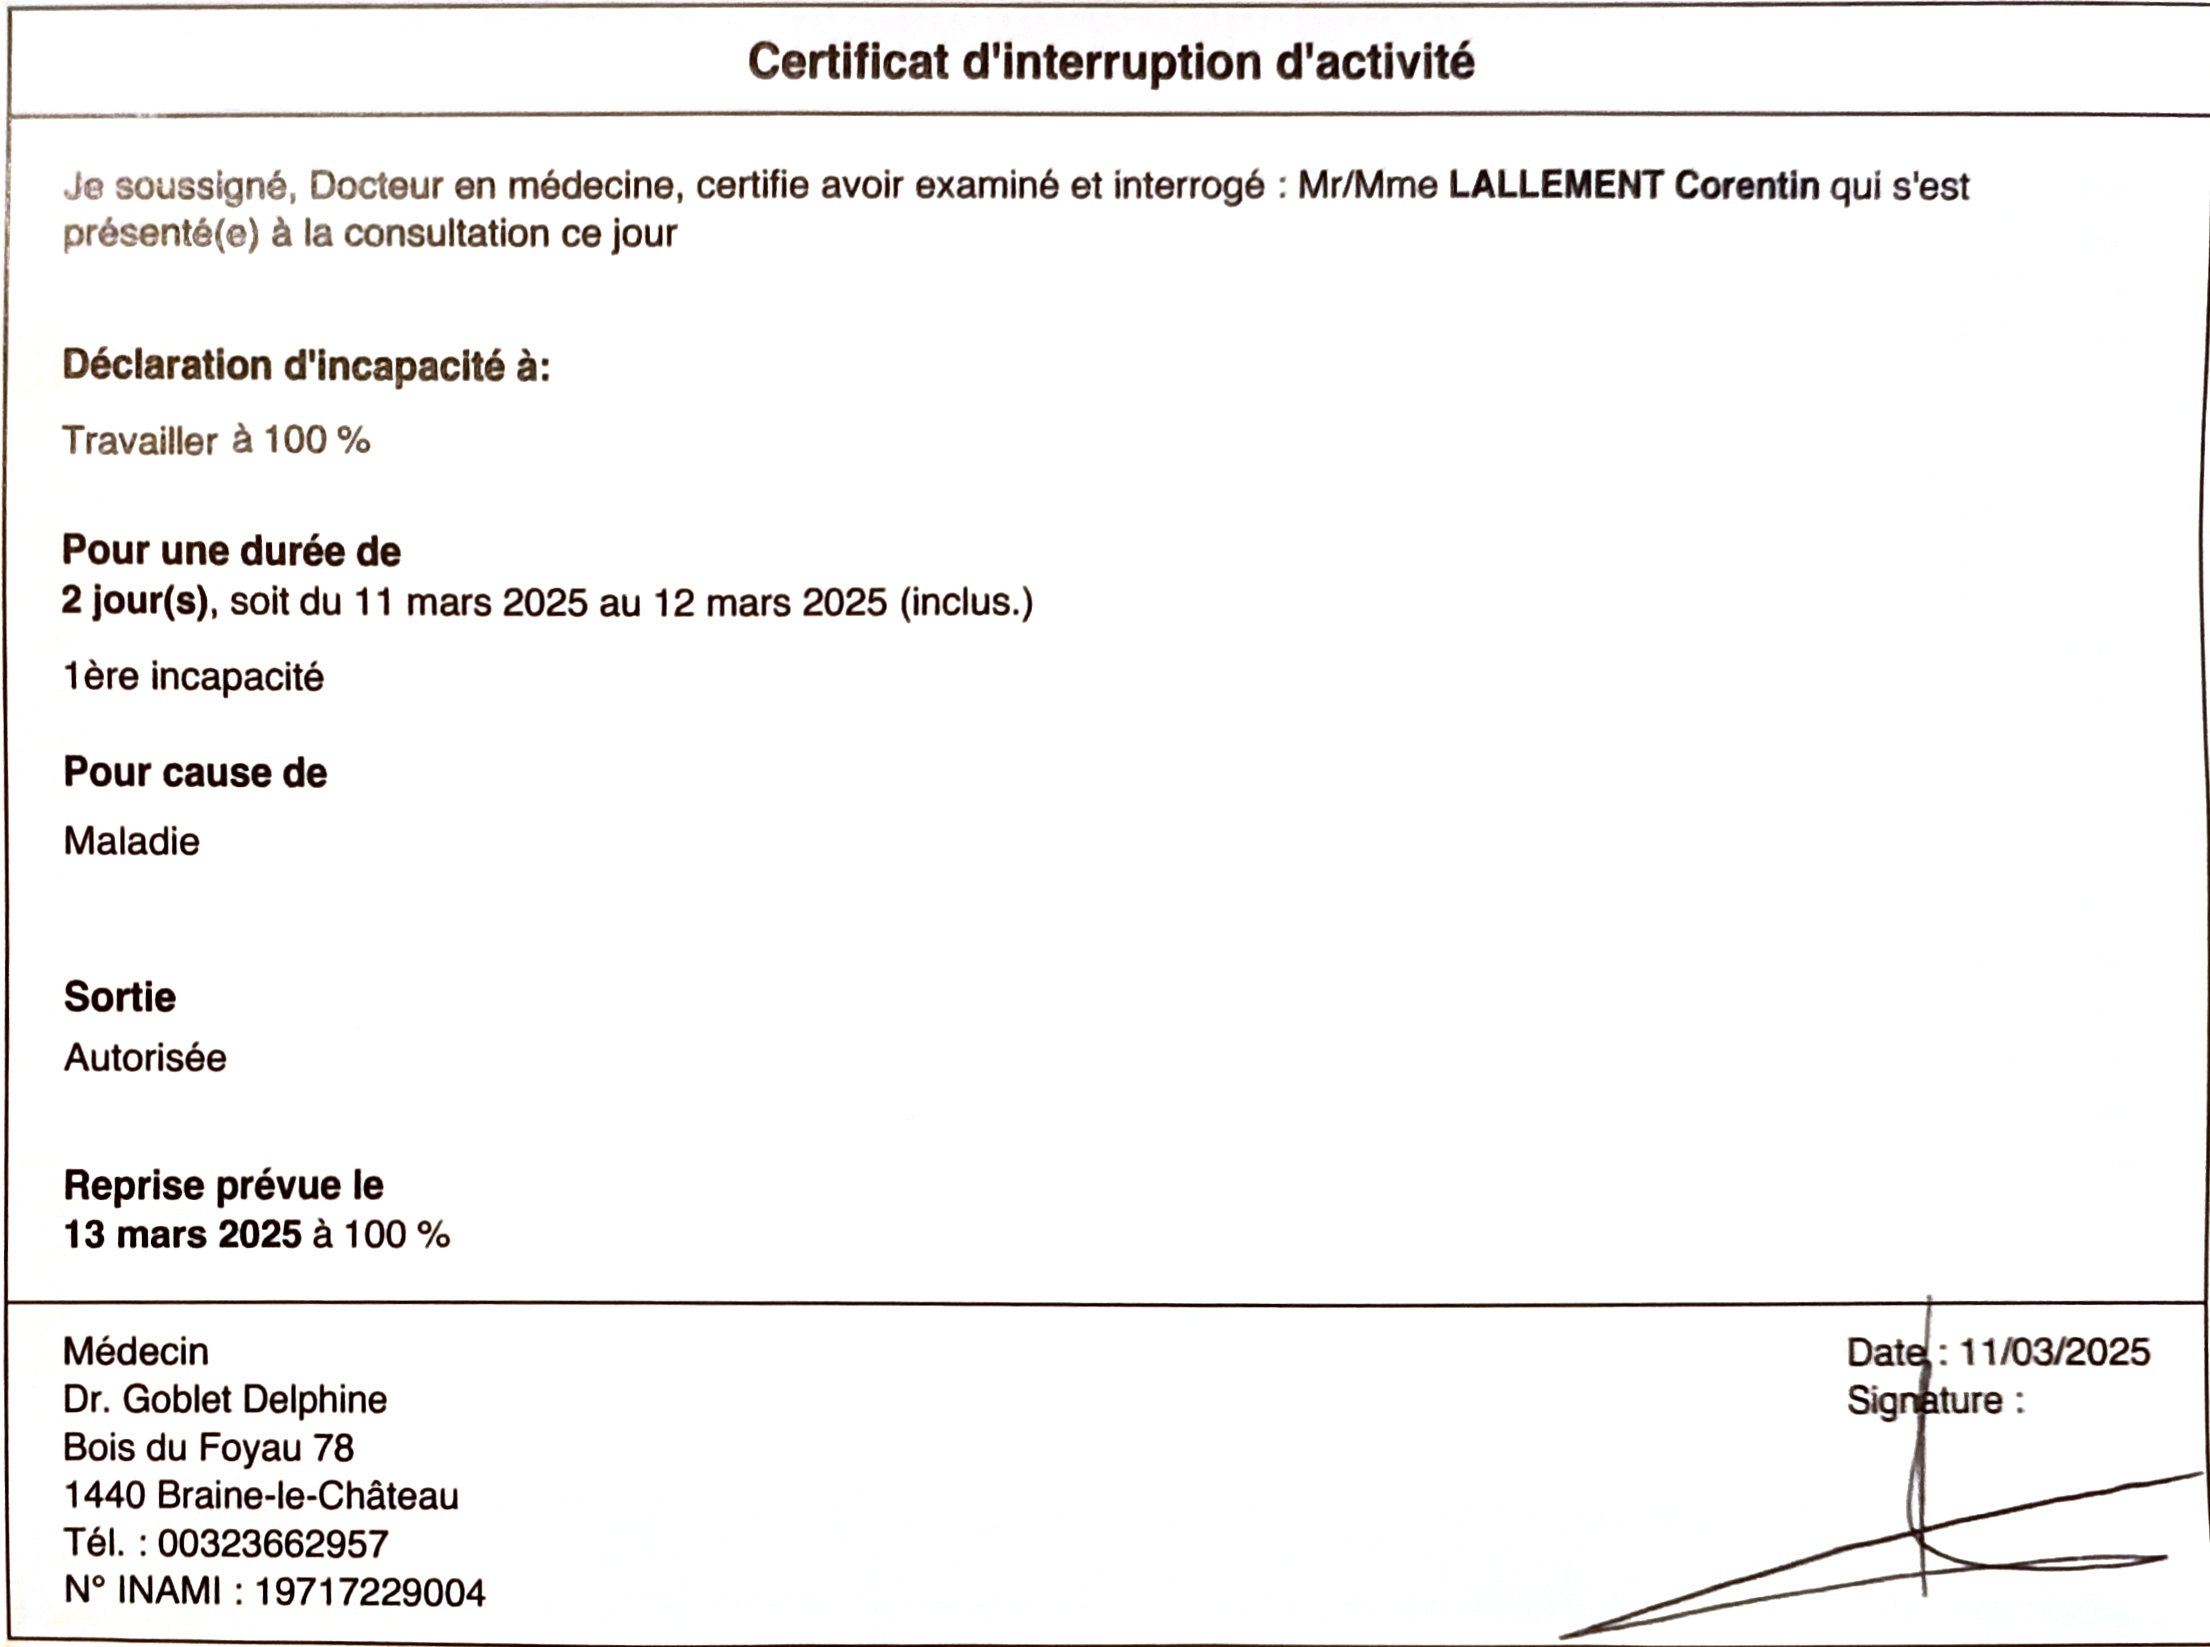 Certificat d'interruption d'activité
Je soussigné, Docteur en médecine, certifie avoir examiné et interrogé : Mr/Mme LALLEMENT Corentin qui s'est
présenté(e) à la consultation ce jour
Déclaration d'incapacité à:
Travailler à 100 %
Pour une durée de
2 jour(s), soit du 11 mars 2025 au 12 mars 2025 (inclus.)
1ère incapacité
Pour cause de
Maladie
Sortie
Autorisée
Reprise prévue le
13 mars 2025 à 100 %
Médecin
Dr. Goblet Delphine
Bois du Foyau 78
1440 Braine-le-Château
Tél. : 00323662957
N° INAMI : 19717229004
Date : 11/03/2025
Signature :